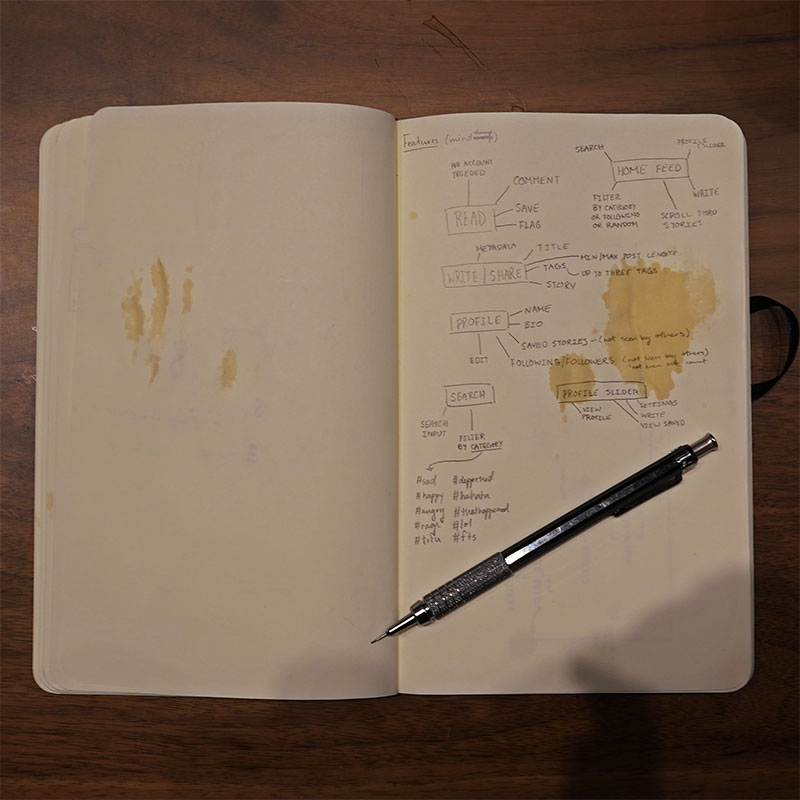 Features (mind
NO ACCOUNT
NEEDED
COMMENT
READ
SAVE
FLAG
SEARCH
PROFILE
SLIDER
HOME FEED
WRITE
FILTER
BY CATEGORY
OR FOLLOWING
OR RANDOM
SCROLL THRO
STORIES
METADATA
TITLE
WRITE/SHARE
TAGS
MIN/MAX POST LENGTH
UP TO THREE TAGS
STORY
PROFILE
NAME
BIO
SAVED STORIES - (not seen by others)
EDIT
FOLLOWING/FOLLOWERS (not seen by others)
not even count
SEARCH
SEARCH
INPUT
FILTER
BY CATEGORY
PROFILE SLIDER
VIEW
PROFILE
SETTINGS
WRITE
VIEW SAVED
#sad #depressed
#happy #hahaha
#angry #thathappened
#rage #lol
#tifu #fts